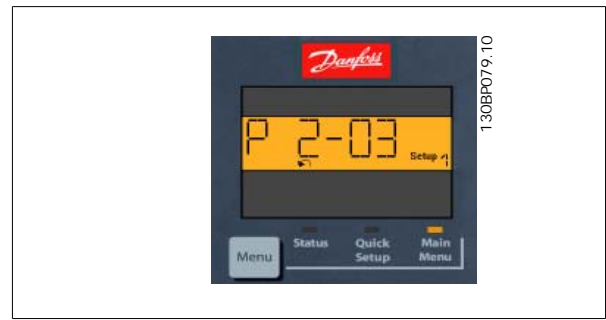 Danfoss
130BP079.10
P 2-03
Setup 1
Status
Quick
Setup
Main
Menu
Menu